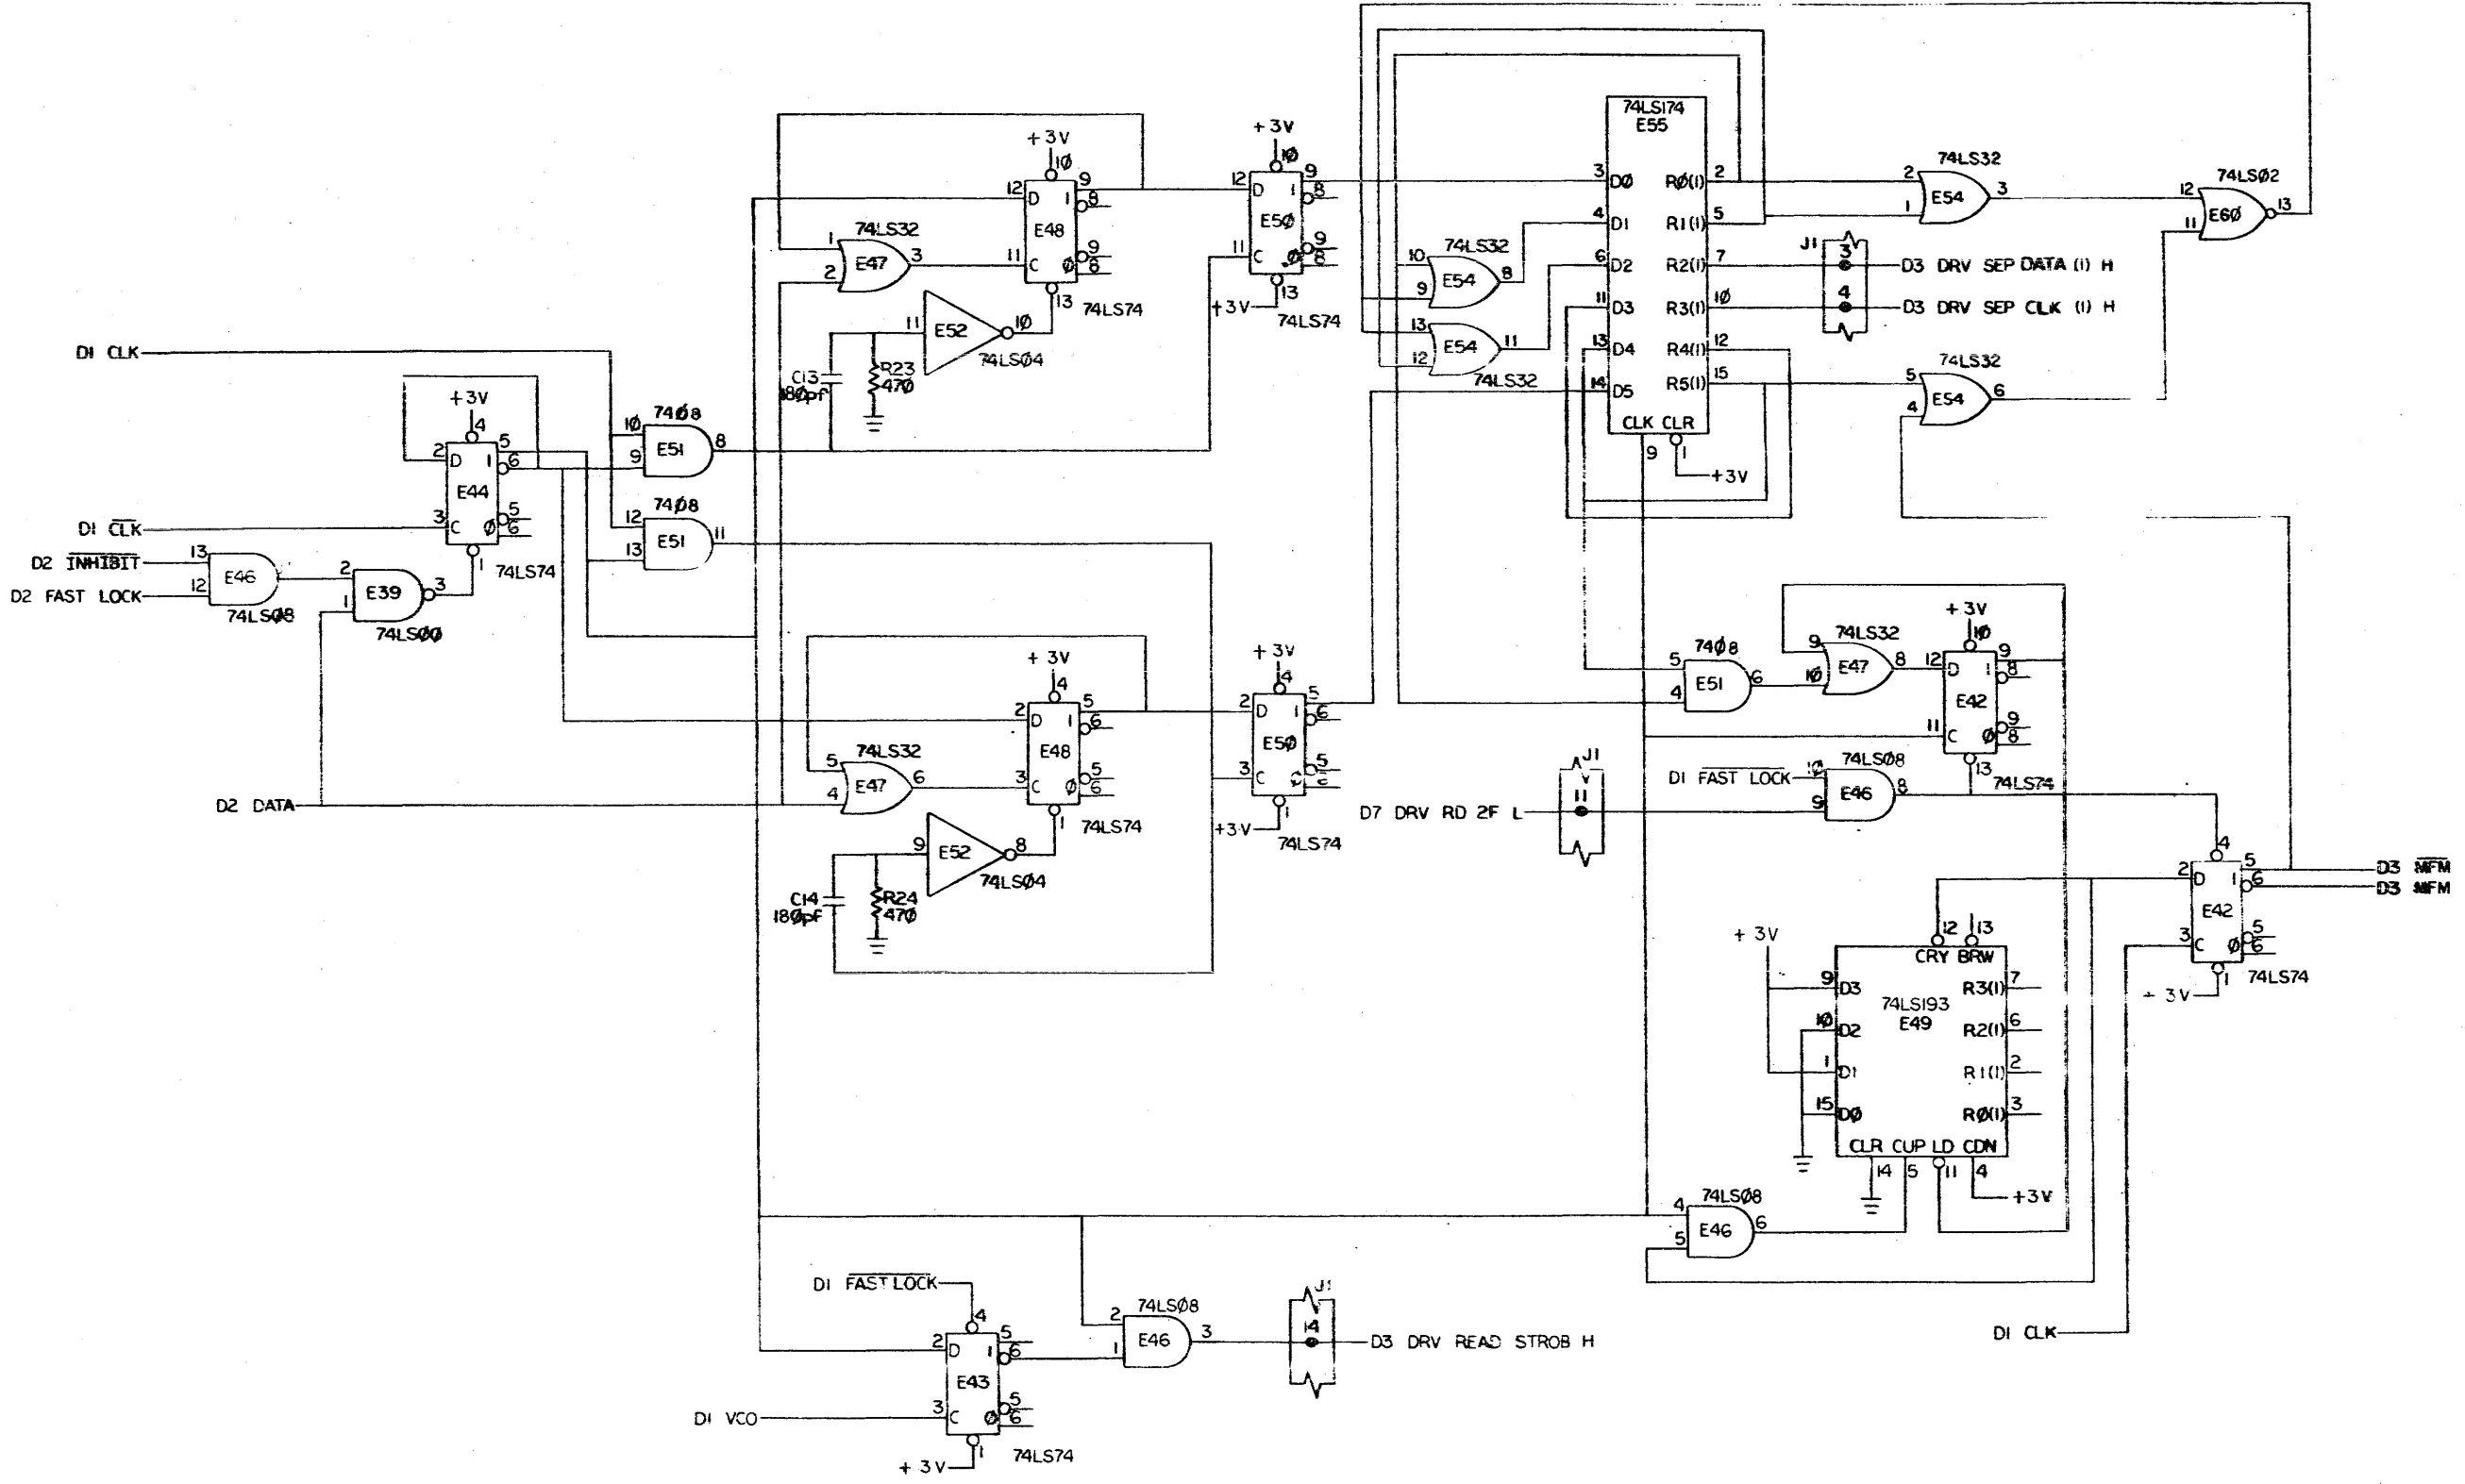 74LS174
E55
3 D0 R0(1) 2
4 D1 R1(1) 5
6 D2 R2(1) 7
11 D3 R3(1) 10
13 D4 R4(1) 12
14 D5 R5(1) 15
CLK CLR
9 1
+3V
74LS32
2
1
E54
3
74LS02
12
11
E60
13
J1
3
D3 DRV SEP DATA (1) H
4
D3 DRV SEP CLK (1) H
74LS32
5
4
E54
6
74LS32
10
9
E54
8
13
12
E54
11
74LS32
+3V
10
12 D 1 9
8
E48
11 C 0 9
8
13
74LS74
+3V
10
12 D 1 9
8
E50
11 C 0 9
8
+3V 13
74LS74
74LS32
1
2
E47
3
11
E52
10
74LS04
C13
180pf
R23
470
D1 CLK
+3V
4
2 D 1 5
6
E44
3 C 0 5
6
1
74LS74
7408
10
9
E51
8
7408
12
13
E51
11
D1 C̅L̅K̅
D2 I̅N̅H̅I̅B̅I̅T̅
13
12
E46
D2 FAST LOCK
74LS08
2
1
E39
3
74LS00
+3V
4
2 D 1 5
6
E48
3 C 0 5
6
1
74LS74
+3V
4
2 D 1 5
6
E50
3 C 5
+3V 1
74LS74
74LS32
5
4
E47
6
D2 DATA
9
E52
8
74LS04
C14
180pf
R24
470
7408
5
4
E51
6
74LS32
9
10
E47
8
+3V
10
12 D 1 9
8
E42
11 C 0 9
8
13
74LS74
74LS08
D1 F̅A̅S̅T̅ L̅O̅C̅K̅
10
9
E46
8
D7 DRV RD 2F L
J1
11
4
2 D 1 5
6
E42
3 C 0 5
6
1
74LS74
+ 3V
D3 M̅F̅M̅
D3 MFM
+ 3V
12 13
CRY BRW
9 D3 R3(1) 7
74LS193
E49
10 D2 R2(1) 6
1 D1 R1(1) 2
15 D0 R0(1) 3
CLR CUP LD CDN
14 5 11 4
+3V
74LS08
4
5
E46
6
D1 CLK
D1 F̅A̅S̅T̅ L̅O̅C̅K̅
4
2 D 1 5
6
E43
D1 VCO
3 C 0 5
6
1
74LS74
+ 3V
74LS08
2
1
E46
3
J1
14
D3 DRV READ STROB H